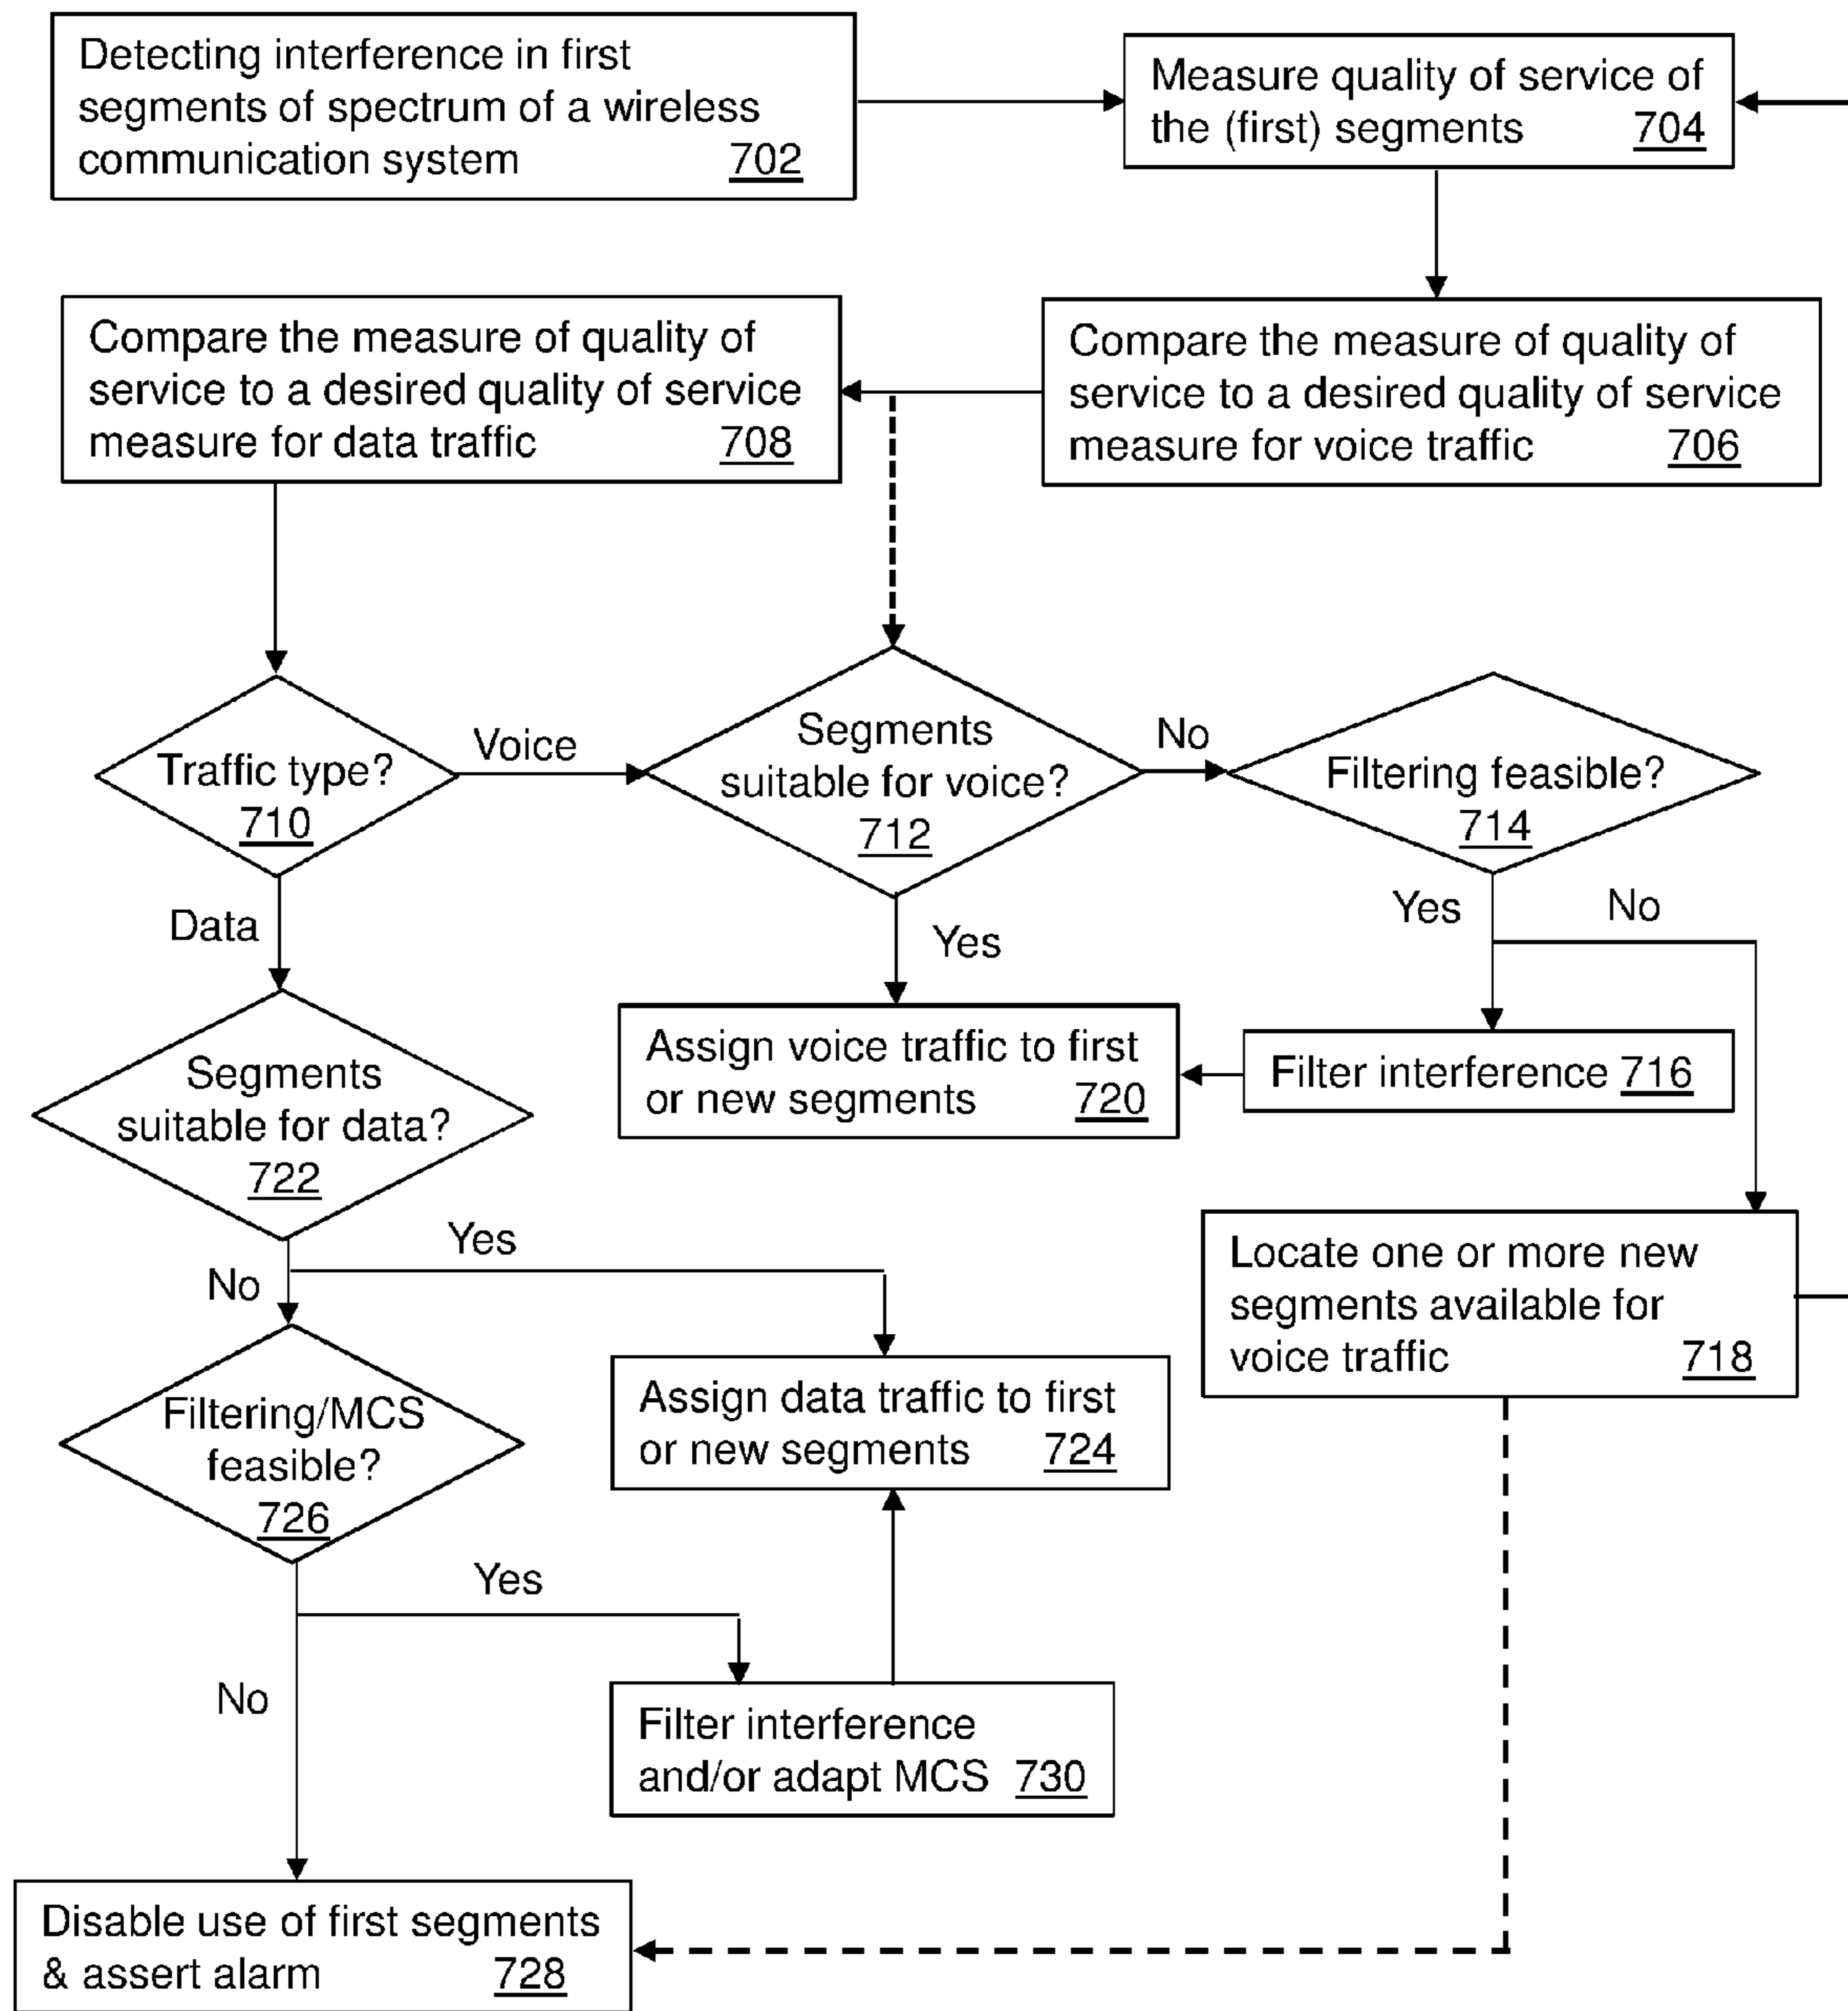 Detecting interference in first
segments of spectrum of a wireless
communication system 702
Measure quality of service of
the (first) segments 704
Compare the measure of quality of
service to a desired quality of service
measure for data traffic 708
Compare the measure of quality of
service to a desired quality of service
measure for voice traffic 706
Traffic type?
710
Voice
Segments
suitable for voice?
712
No
Filtering feasible?
714
Data
Yes
Yes
No
Segments
suitable for data?
722
Assign voice traffic to first
or new segments 720
Filter interference 716
Yes
No
Locate one or more new
segments available for
voice traffic 718
Filtering/MCS
feasible?
726
Assign data traffic to first
or new segments 724
Yes
No
Filter interference
and/or adapt MCS 730
Disable use of first segments
& assert alarm 728